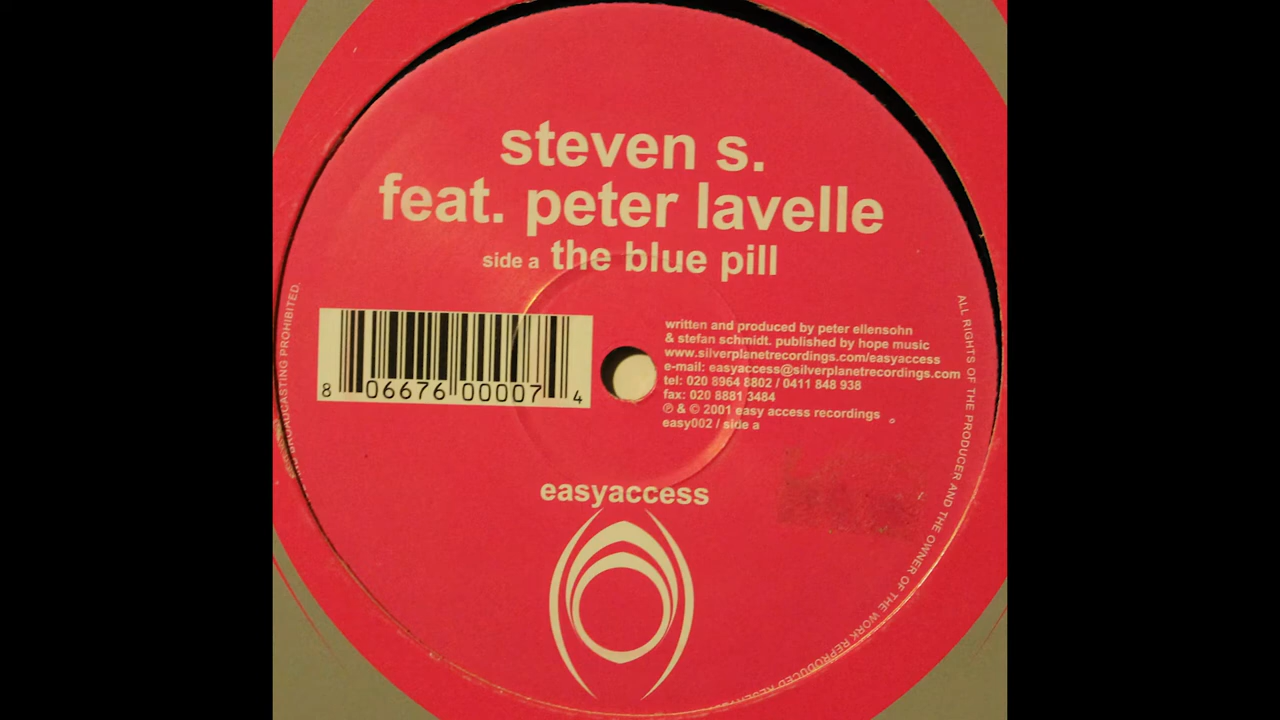 steven s.
feat. peter lavelle
side a the blue pill
8 06676 00007 4
written and produced by peter ellensohn
& stefan schmidt. published by hope music
www.silverplanetrecordings.com/easyaccess
e-mail: easyaccess@silverplanetrecordings.com
tel: 020 8964 8802 / 0411 848 938
fax: 020 8881 3484
℗ & © 2001 easy access recordings
easy002 / side a
easyaccess
ALL RIGHTS OF THE PRODUCER AND THE OWNER OF THE WORK REPRODUCED
BROADCASTING PROHIBITED.